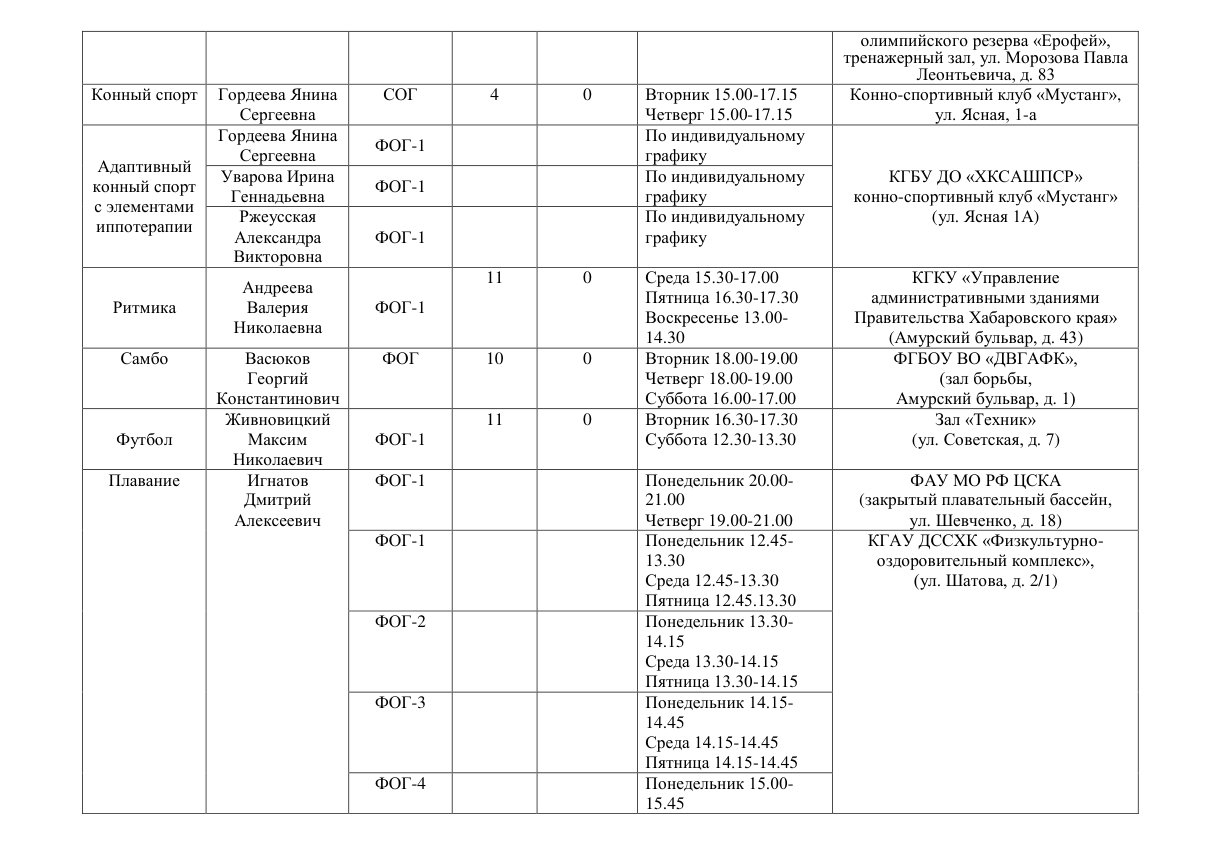 олимпийского резерва «Ерофей»,
тренажерный зал, ул. Морозова Павла
Леонтьевича, д. 83
Конный спорт
Гордеева Янина
Сергеевна
СОГ
4
0
Вторник 15.00-17.15
Четверг 15.00-17.15
Конно-спортивный клуб «Мустанг»,
ул. Ясная, 1-а
Адаптивный
конный спорт
с элементами
иппотерапии
Гордеева Янина
Сергеевна
ФОГ-1
По индивидуальному
графику
КГБУ ДО «ХКСАШПСР»
конно-спортивный клуб «Мустанг»
(ул. Ясная 1А)
Уварова Ирина
Геннадьевна
ФОГ-1
По индивидуальному
графику
Ржеусская
Александра
Викторовна
ФОГ-1
По индивидуальному
графику
Ритмика
Андреева
Валерия
Николаевна
ФОГ-1
11
0
Среда 15.30-17.00
Пятница 16.30-17.30
Воскресенье 13.00-
14.30
КГКУ «Управление
административными зданиями
Правительства Хабаровского края»
(Амурский бульвар, д. 43)
Самбо
Васюков
Георгий
Константинович
ФОГ
10
0
Вторник 18.00-19.00
Четверг 18.00-19.00
Суббота 16.00-17.00
ФГБОУ ВО «ДВГАФК»,
(зал борьбы,
Амурский бульвар, д. 1)
Футбол
Живновицкий
Максим
Николаевич
ФОГ-1
11
0
Вторник 16.30-17.30
Суббота 12.30-13.30
Зал «Техник»
(ул. Советская, д. 7)
Плавание
Игнатов
Дмитрий
Алексеевич
ФОГ-1
Понедельник 20.00-
21.00
Четверг 19.00-21.00
ФАУ МО РФ ЦСКА
(закрытый плавательный бассейн,
ул. Шевченко, д. 18)
ФОГ-1
Понедельник 12.45-
13.30
Среда 12.45-13.30
Пятница 12.45.13.30
КГАУ ДССХК «Физкультурно-
оздоровительный комплекс»,
(ул. Шатова, д. 2/1)
ФОГ-2
Понедельник 13.30-
14.15
Среда 13.30-14.15
Пятница 13.30-14.15
ФОГ-3
Понедельник 14.15-
14.45
Среда 14.15-14.45
Пятница 14.15-14.45
ФОГ-4
Понедельник 15.00-
15.45